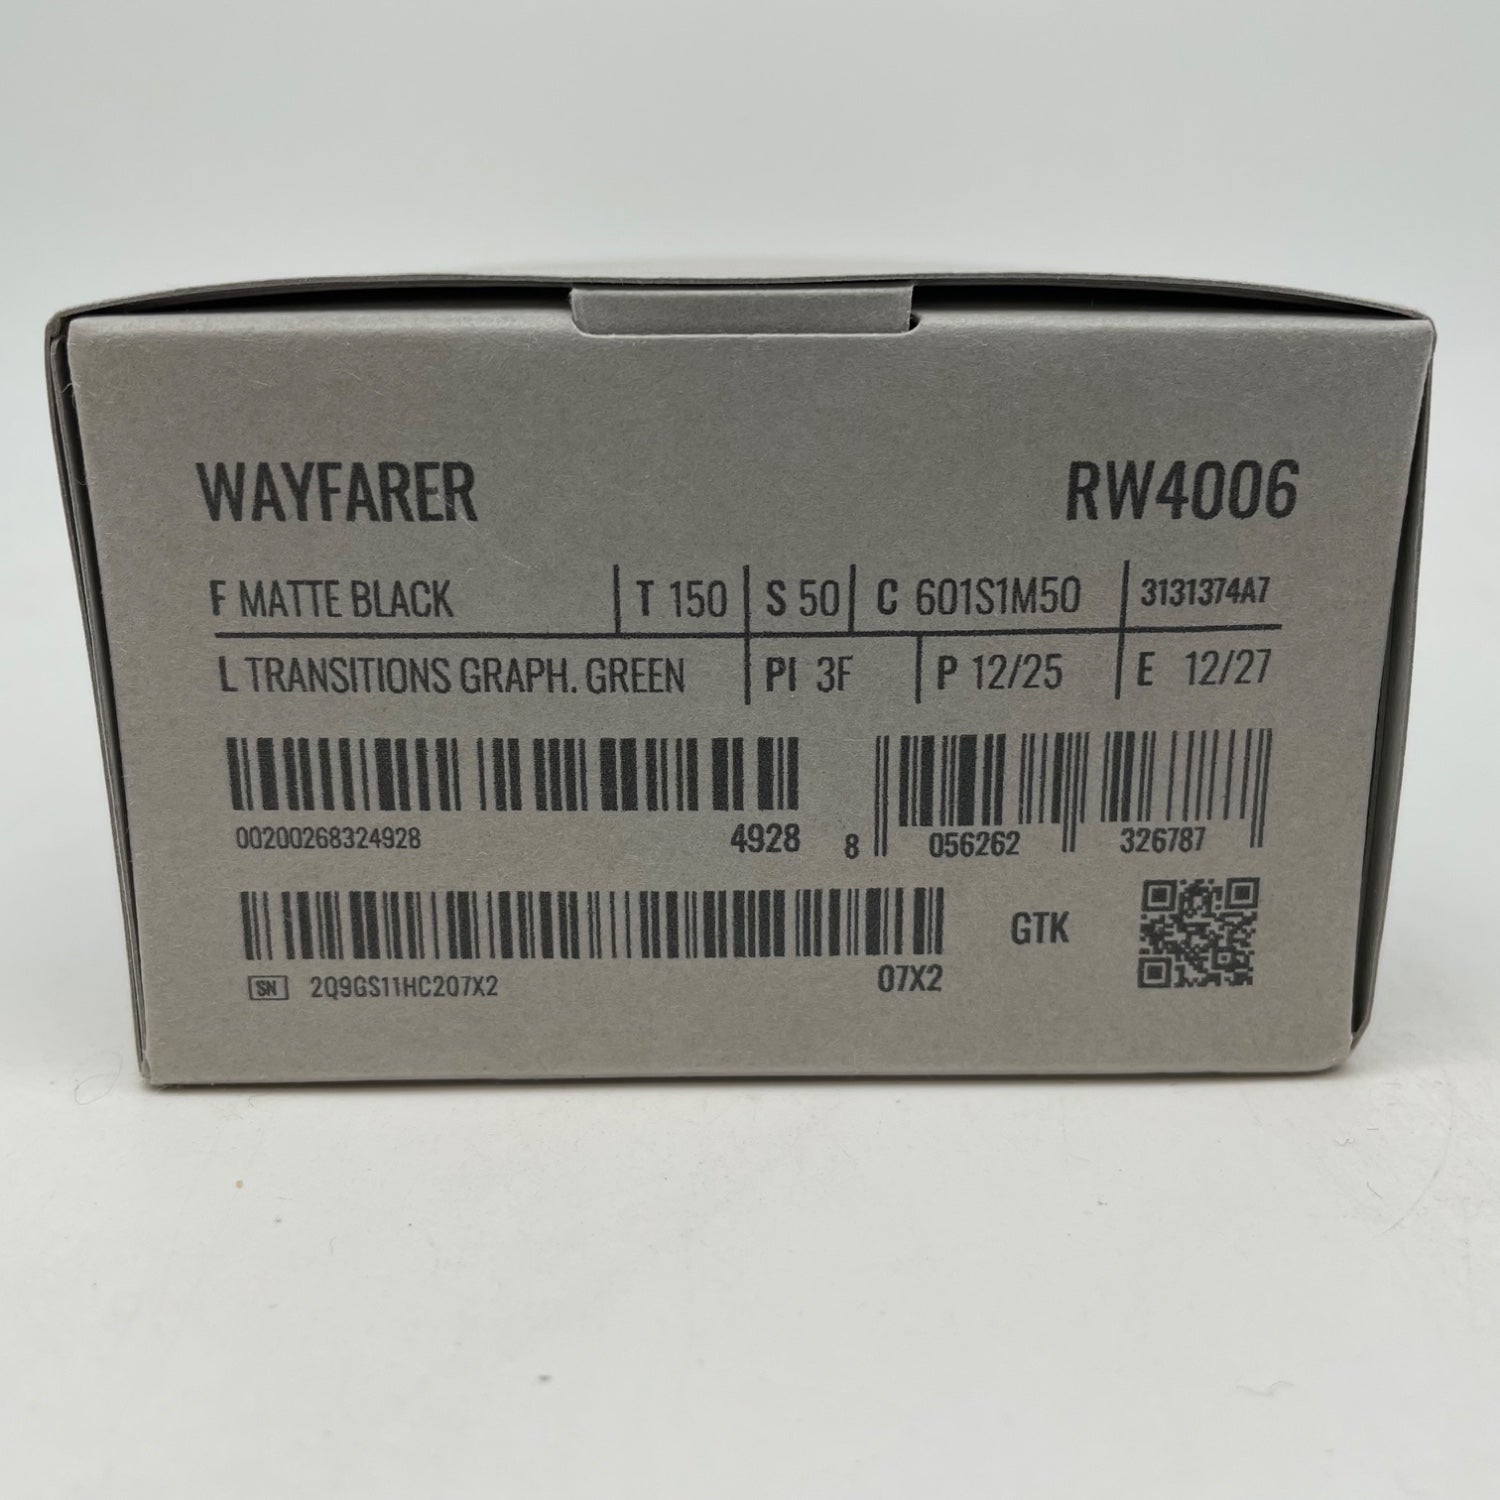 WAYFARER RW4006
F MATTE BLACK T 150 S 50 C 601S1M50 3131374A7
L TRANSITIONS GRAPH. GREEN PI 3F P 12/25 E 12/27
00200268324928 4928 8 056262 326787
GTK
SN 2Q9GS11HC207X2 07X2